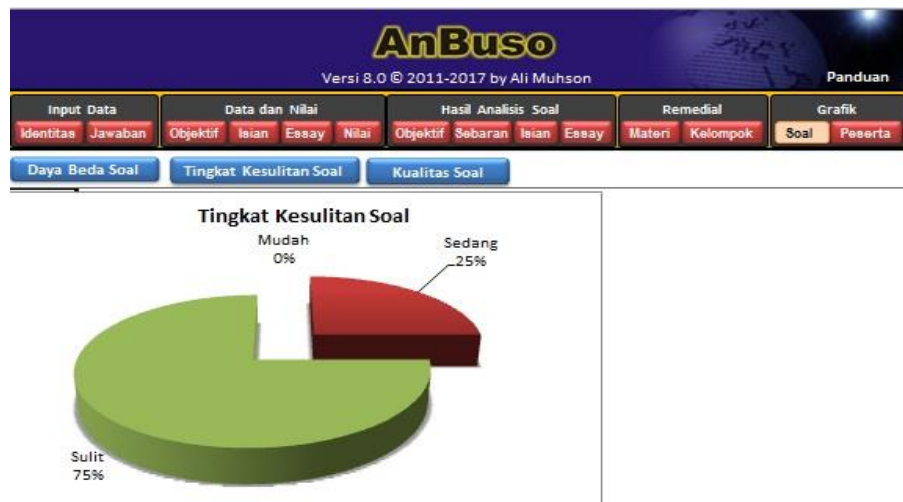 AnBuso
Versi 8.0 © 2011-2017 by Ali Muhson
Panduan
Input Data Data dan Nilai Hasil Analisis Soal Remedial Grafik
Identitas Jawaban Objektif Isian Essay Nilai Objektif Sebaran Isian Essay Materi Kelompok Soal Peserta
Daya Beda Soal Tingkat Kesulitan Soal Kualitas Soal
Tingkat Kesulitan Soal
Mudah
0%
Sedang
25%
Sulit
75%